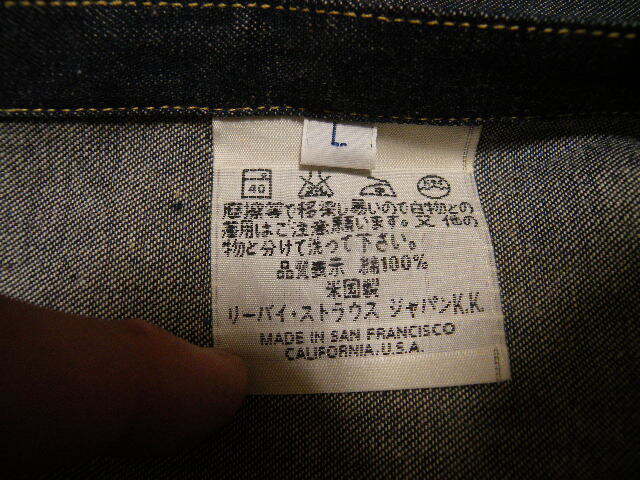 L
40
摩擦等で移染し易いので白物との
着用はご注意願います。又他の
物と分けて洗って下さい。
品質表示 綿100%
米国製
リーバイ・ストラウス ジャパンK.K.
MADE IN SAN FRANCISCO
CALIFORNIA. U.S.A.